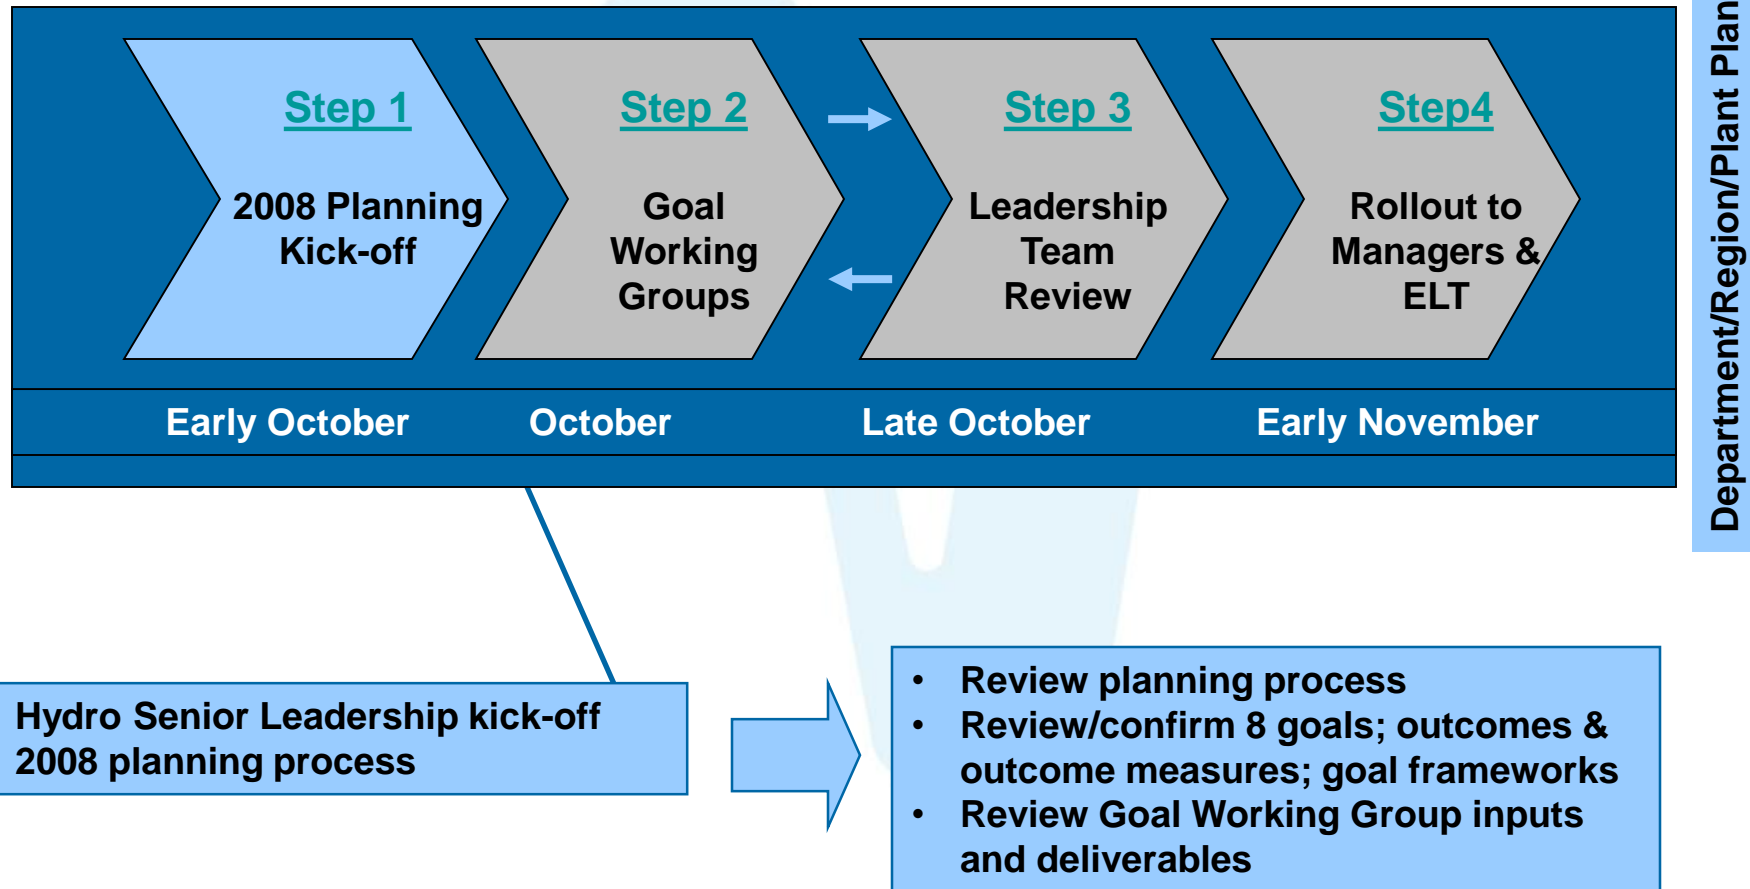 Step 1
2008 Planning
Kick-off
Step 2
Goal
Working
Groups
Step 3
Leadership
Team
Review
Step4
Rollout to
Managers &
ELT
Early October
October
Late October
Early November
Department/Region/Plant Plan
Hydro Senior Leadership kick-off
2008 planning process
• Review planning process
• Review/confirm 8 goals; outcomes &
outcome measures; goal frameworks
• Review Goal Working Group inputs
and deliverables